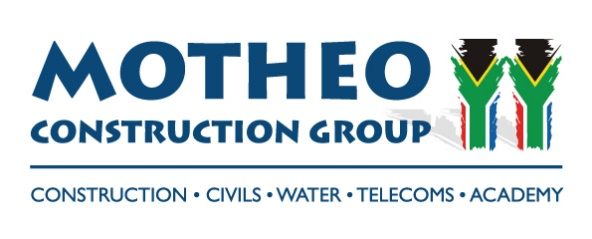 MOTHEO
CONSTRUCTION GROUP
CONSTRUCTION • CIVILS • WATER • TELECOMS • ACADEMY